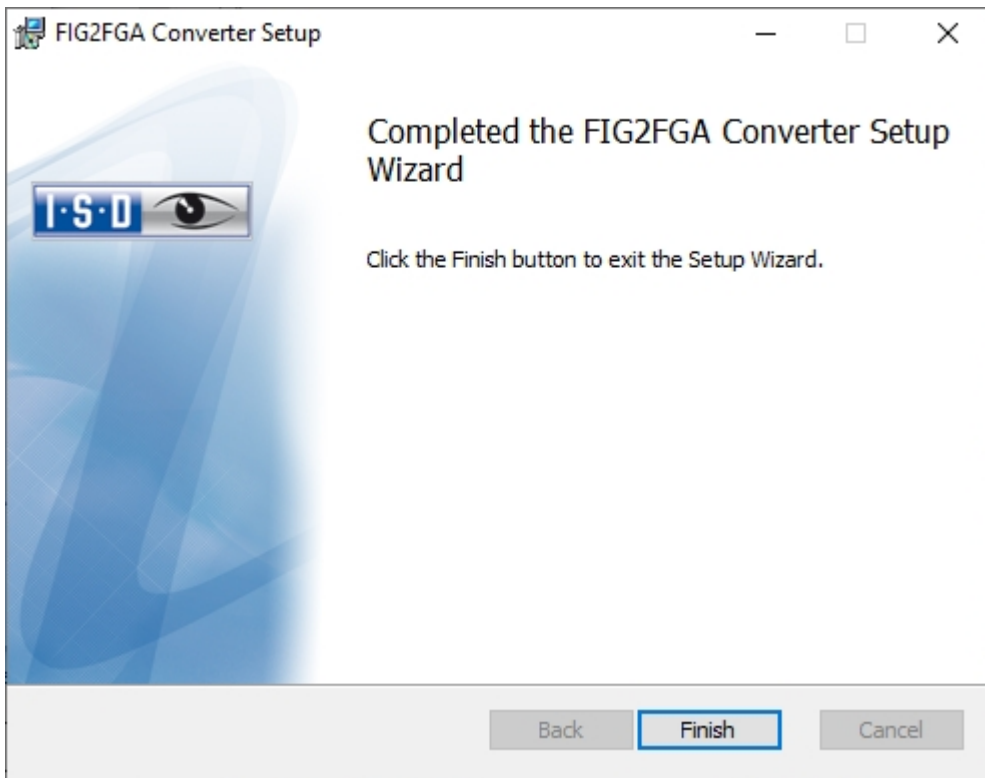 FIG2FGA Converter Setup
Completed the FIG2FGA Converter Setup
Wizard
I·S·D
Click the Finish button to exit the Setup Wizard.
Back
Finish
Cancel